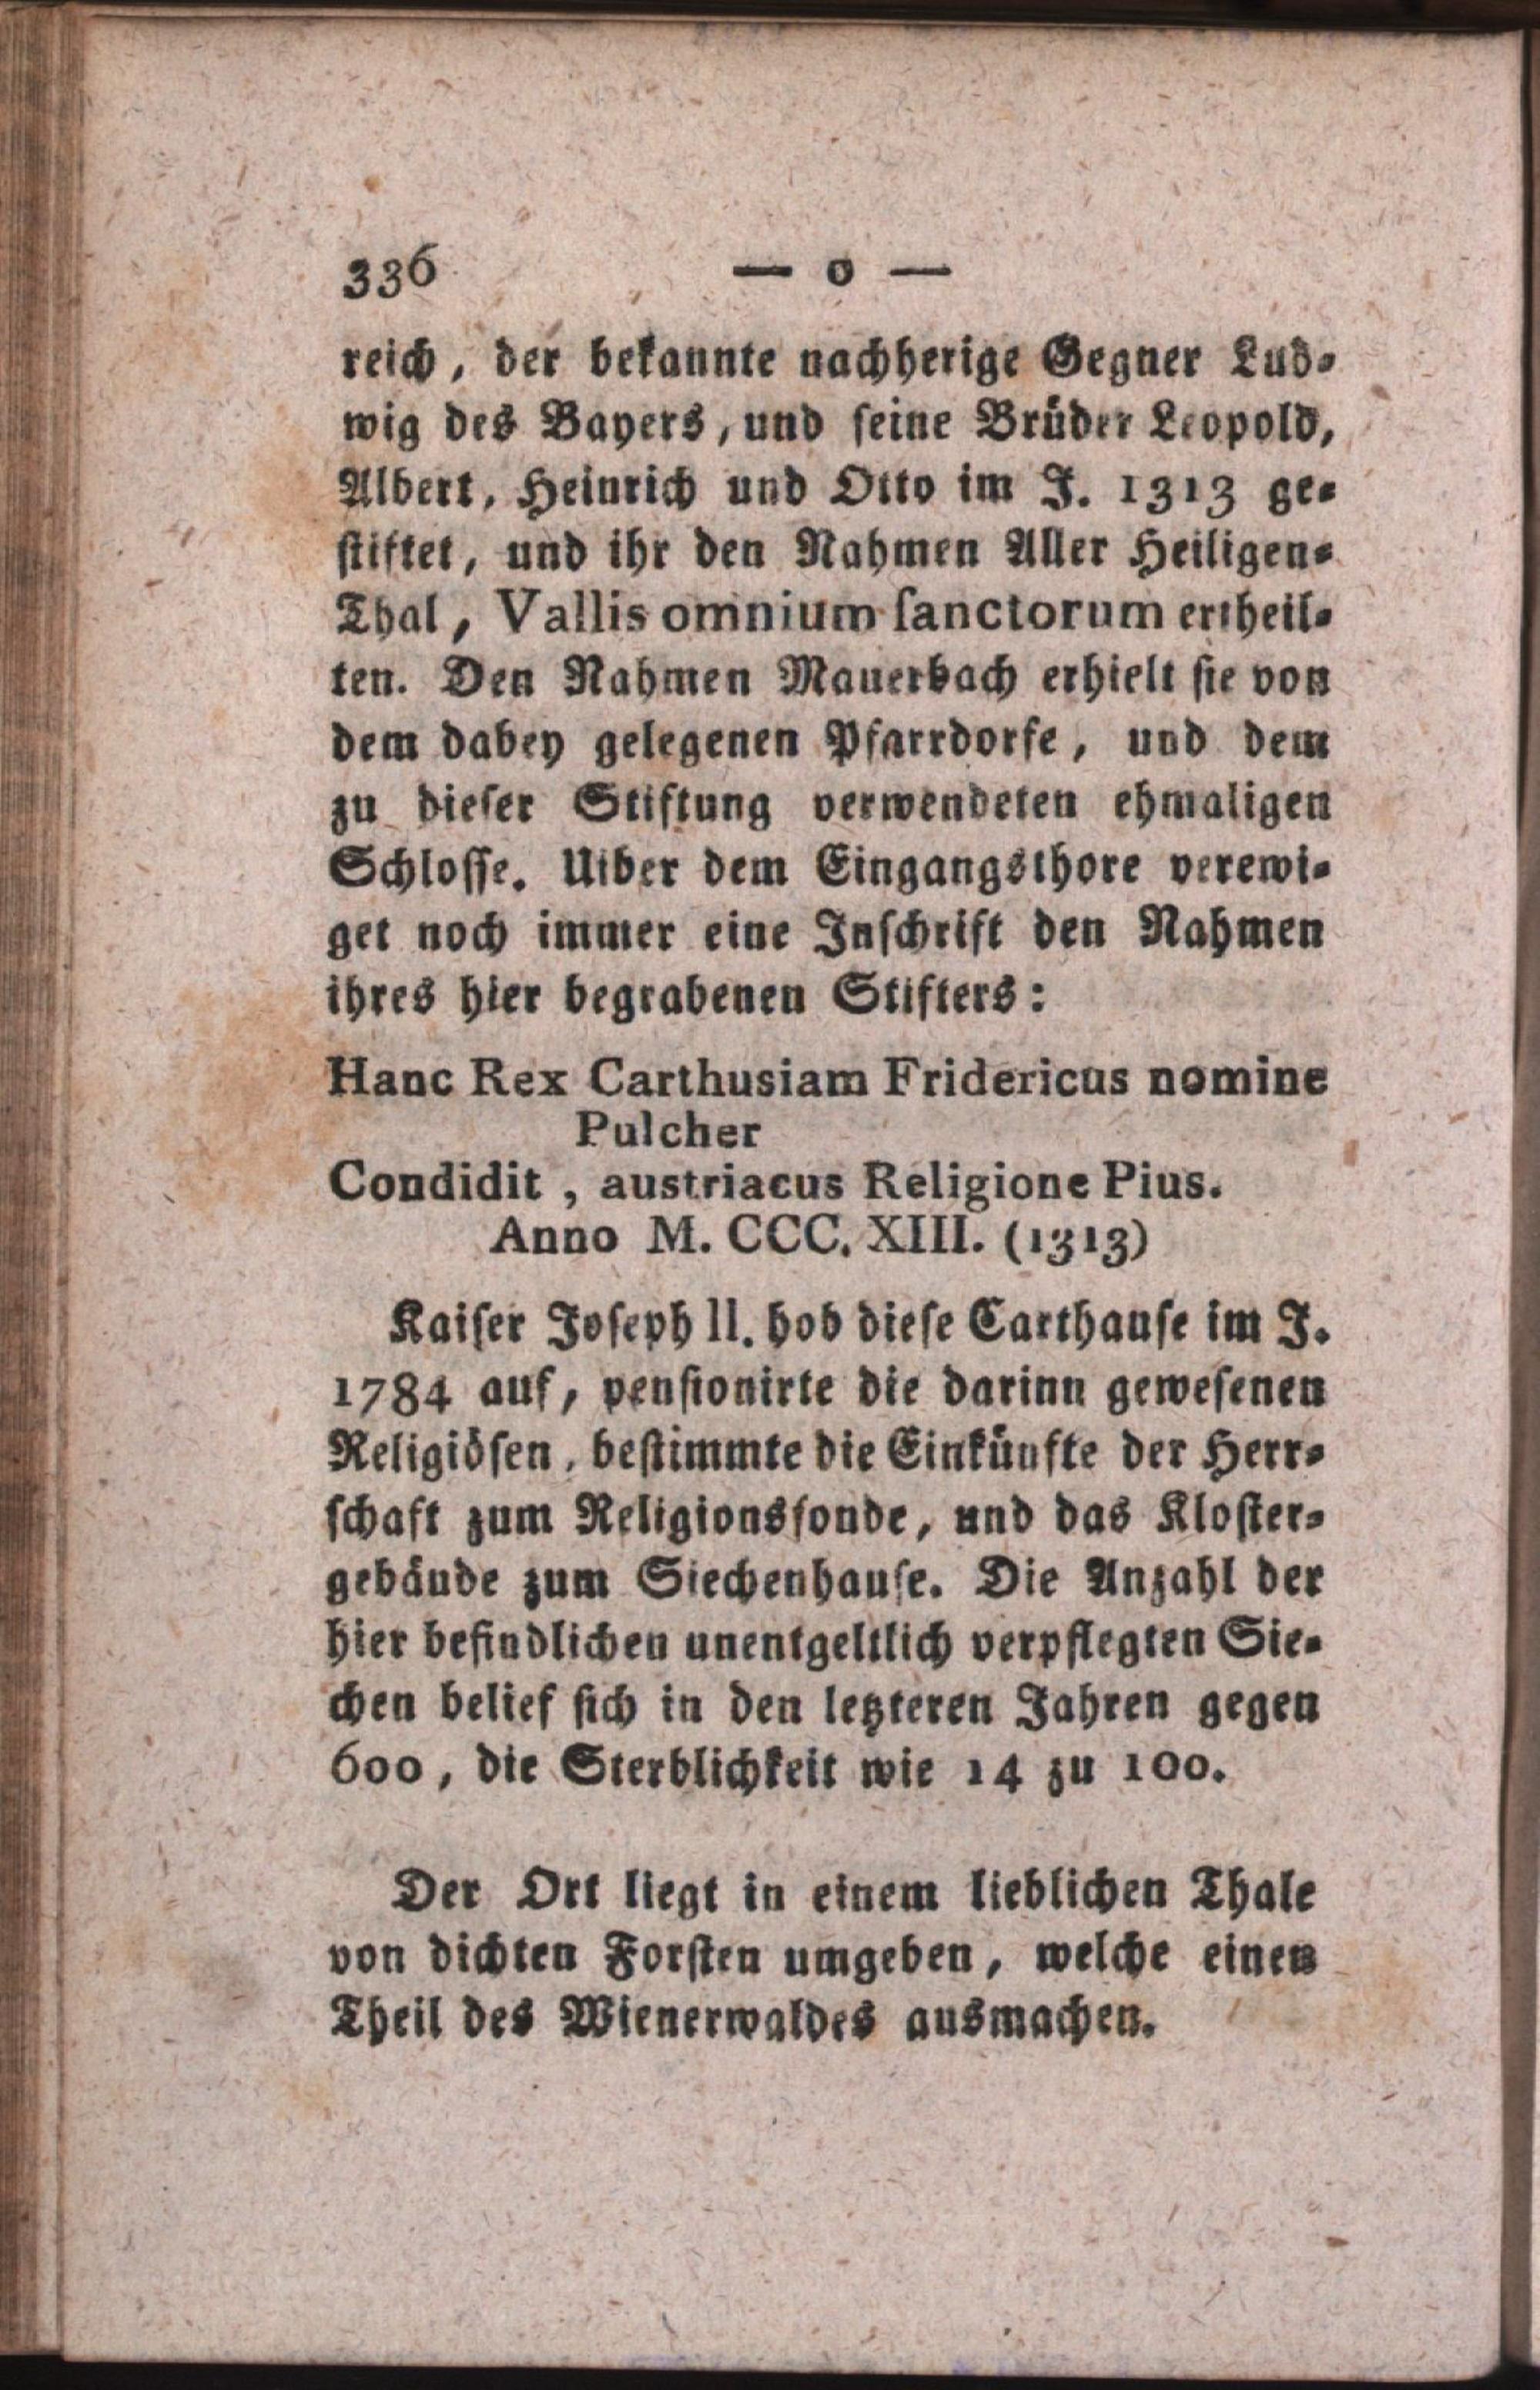 336 — o —
reich, der bekannte nachherige Gegner Lud-
wig des Bayers, und ſeine Brüder Leopold,
Albert, Heinrich und Otto im J. 1313 ge-
ſtiftet, und ihr den Nahmen Aller Heiligen-
Thal, Vallis omnium ſanctorum ertheil-
ten. Den Nahmen Mauerbach erhielt ſie von
dem dabey gelegenen Pfarrdorfe, und dem
zu dieſer Stiftung verwendeten ehmaligen
Schloſſe. Uiber dem Eingangsthore verewi-
get noch immer eine Inſchrift den Nahmen
ihres hier begrabenen Stifters:
Hanc Rex Carthusiam Fridericus nomine
Pulcher
Condidit, austriacus Religione Pius.
Anno M. CCC. XIII. (1313)
Kaiſer Joſeph II. hob dieſe Carthauſe im J.
1784 auf, penſionirte die darinn geweſenen
Religiöſen, beſtimmte die Einkünfte der Herr-
ſchaft zum Religionsfonde, und das Kloſter-
gebäude zum Siechenhauſe. Die Anzahl der
hier befindlichen unentgeltlich verpflegten Sie-
chen belief ſich in den letzteren Jahren gegen
600, die Sterblichkeit wie 14 zu 100.
Der Ort liegt in einem lieblichen Thale
von dichten Forſten umgeben, welche einen
Theil des Wienerwaldes ausmachen.